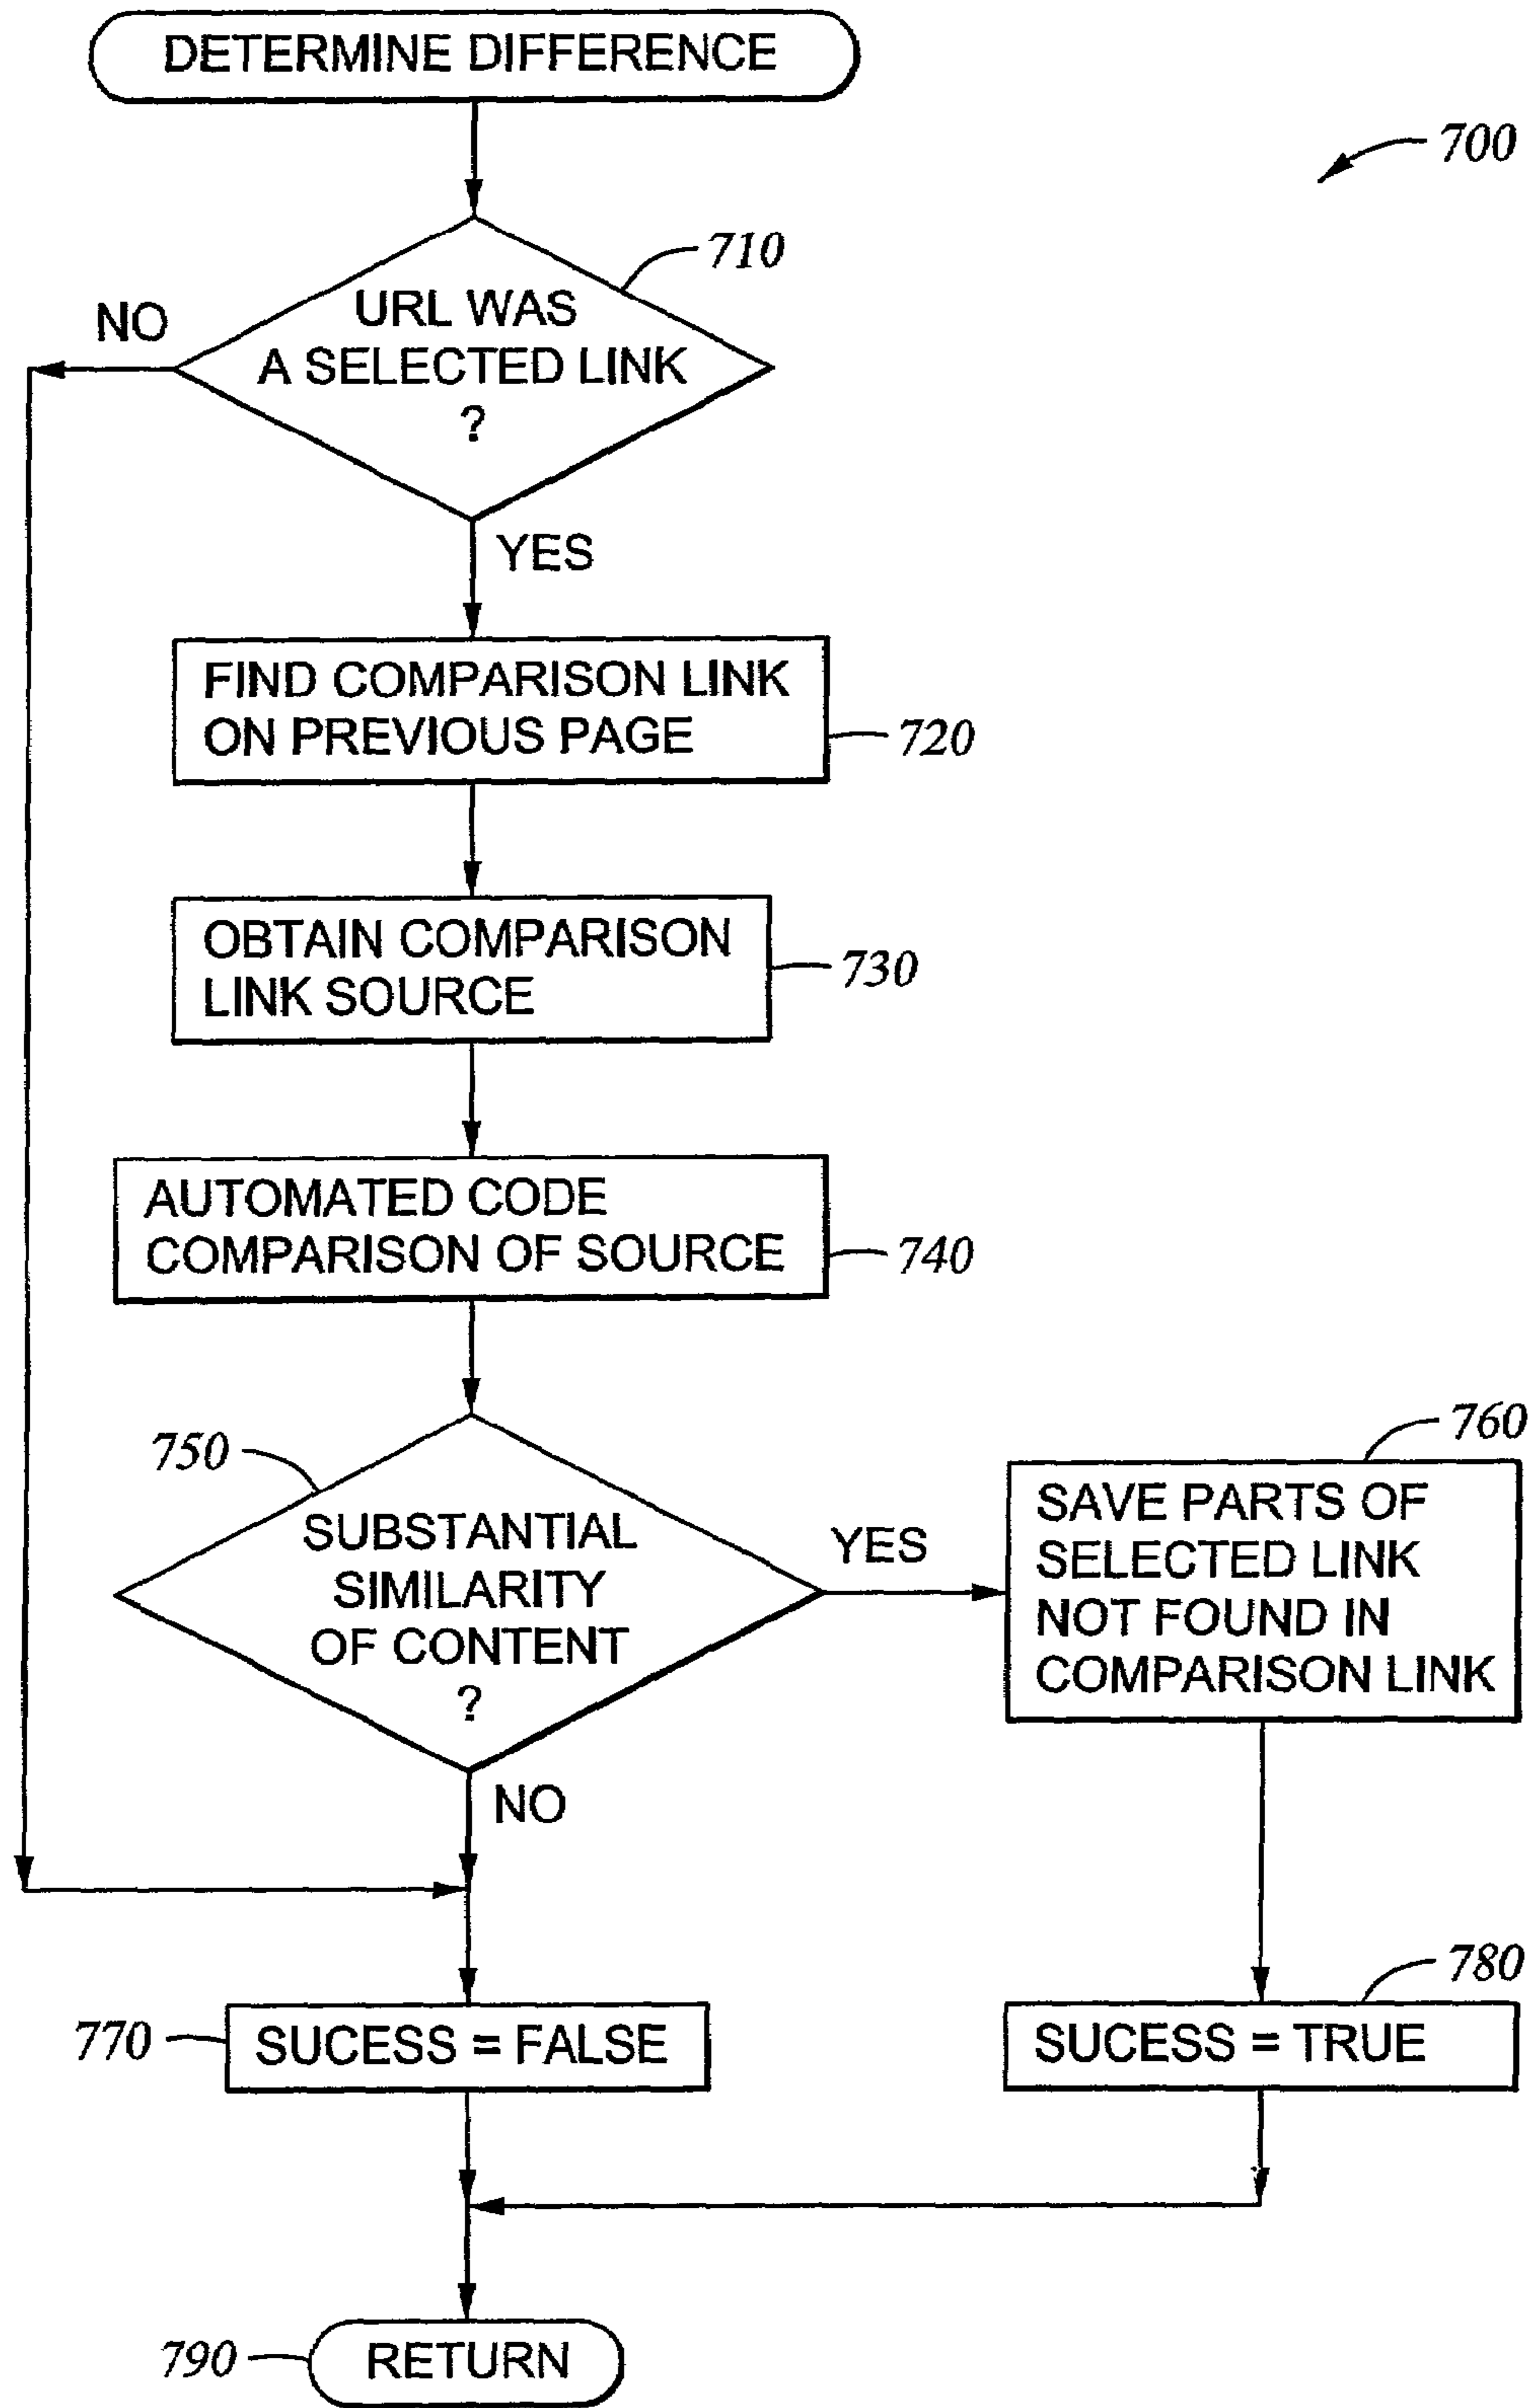 DETERMINE DIFFERENCE
700
710
URL WAS
A SELECTED LINK
?
NO
YES
FIND COMPARISON LINK
ON PREVIOUS PAGE
720
OBTAIN COMPARISON
LINK SOURCE
730
AUTOMATED CODE
COMPARISON OF SOURCE
740
750
SUBSTANTIAL
SIMILARITY
OF CONTENT
?
YES
NO
760
SAVE PARTS OF
SELECTED LINK
NOT FOUND IN
COMPARISON LINK
770
SUCESS = FALSE
780
SUCESS = TRUE
790
RETURN